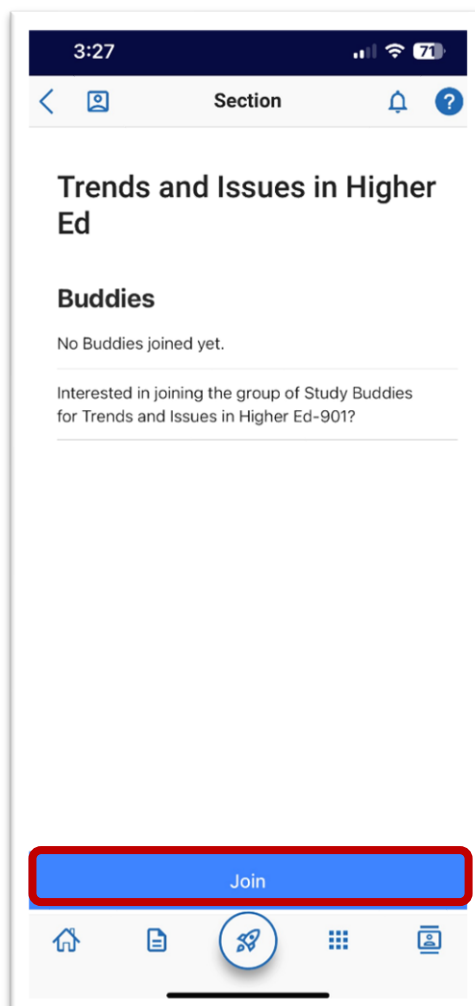 3:27
71
Section
?
Trends and Issues in Higher
Ed
Buddies
No Buddies joined yet.
Interested in joining the group of Study Buddies
for Trends and Issues in Higher Ed-901?
Join